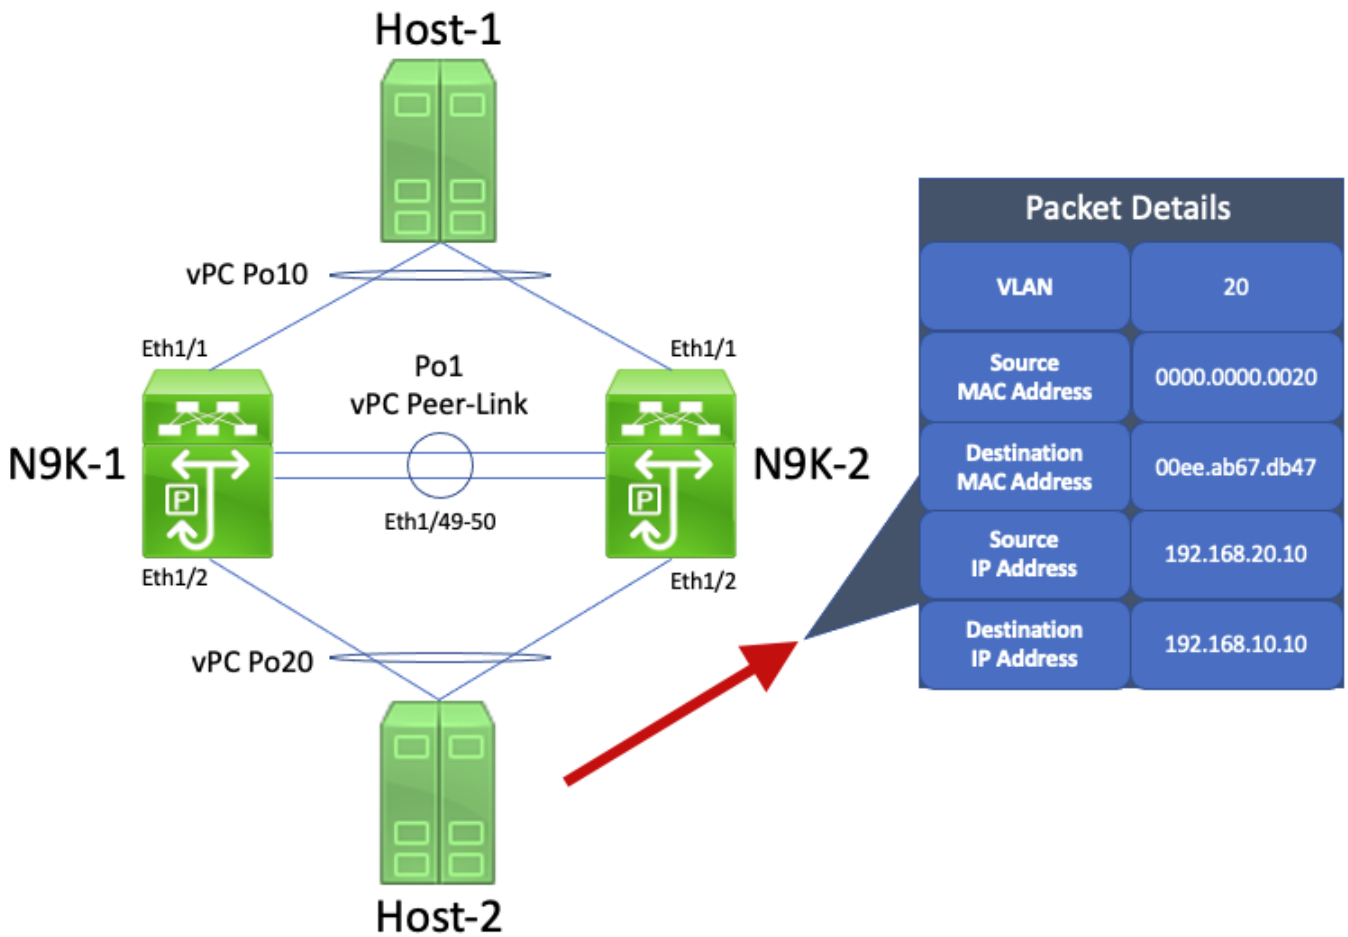 Host-1
vPC Po10
Eth1/1
Eth1/1
Po1
vPC Peer-Link
N9K-1
N9K-2
P
P
Eth1/49-50
Eth1/2
Eth1/2
vPC Po20
Host-2
Packet Details
VLAN
20
Source
MAC Address
0000.0000.0020
Destination
MAC Address
00ee.ab67.db47
Source
IP Address
192.168.20.10
Destination
IP Address
192.168.10.10